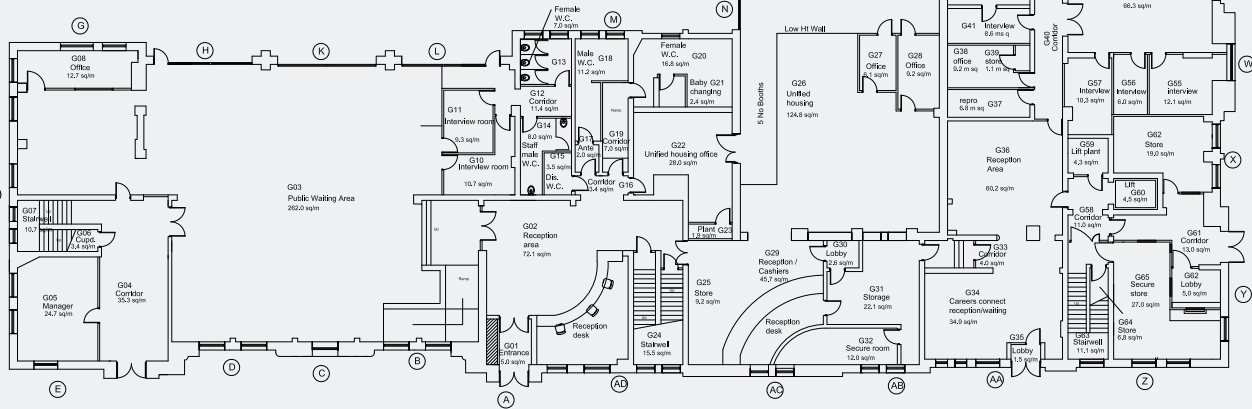 Female
W.C.
7.0 sq/m
N
M
G
H
K
L
G08
Office
12.7 sq/m
G13
Male
W.C.
11.2 sq/m
G18
Female
W.C.
16.8 sq/m
G20
Baby G21
changing
2.4 sq/m
Low Ht Wall
5 No Booths
G26
Unified
housing
124.8 sq/m
G27
Office
6.1 sq/m
G28
Office
9.2 sq/m
G41
Interview
8.6 ms q
G38
office
9.2 m sq
G39
store
1.1 m sq
repro
6.8 m sq
G37
G40
Corridor
66.3 sq/m
G57
Interview
10.3 sq/m
G56
Interview
6.0 sq/m
G55
interview
12.1 sq/m
W
G11
Interview room
9.3 sq/m
G10
Interview room
10.7 sq/m
G12
Corridor
11.4 sq/m
G14
6.0 sq/m
Staff
male
W.C.
G15
3.5 sq/m
Dis.
W.C.
G17
Ante
2.0 sq/m
Ramp
G19
Corridor
7.0 sq/m
Corridor
3.4 sq/m
G16
G22
Unified housing office
28.0 sq/m
Plant G23
1.9 sq/m
G36
Reception
Area
60.2 sq/m
G59
Lift plant
4.3 sq/m
G62
Store
19.0 sq/m
X
Lift
G60
4.5 sq/m
G58
Corridor
11.0 sq/m
G61
Corridor
13.0 sq/m
G03
Public Waiting Area
262.0 sq/m
G07
Stairwell
10.7 sq/m
G06
Cupd.
3.4 sq/m
G05
Manager
24.7 sq/m
G04
Corridor
35.3 sq/m
Ramp
G02
Reception
area
72.1 sq/m
Reception
desk
G01
Entrance
5.0 sq/m
G24
Stairwell
15.5 sq/m
G25
Store
9.2 sq/m
G29
Reception /
Cashiers
45.7 sq/m
Reception
desk
G30
Lobby
2.6 sq/m
G31
Storage
22.1 sq/m
G32
Secure room
12.0 sq/m
G33
Corridor
4.0 sq/m
G34
Careers connect
reception/waiting
34.9 sq/m
G35
Lobby
1.5 sq/m
G63
Stairwell
11.1 sq/m
G64
Store
6.8 sq/m
G65
Secure
store
27.0 sq/m
G62
Lobby
5.0 sq/m
Y
E
D
C
B
A
AD
AC
AB
AA
Z